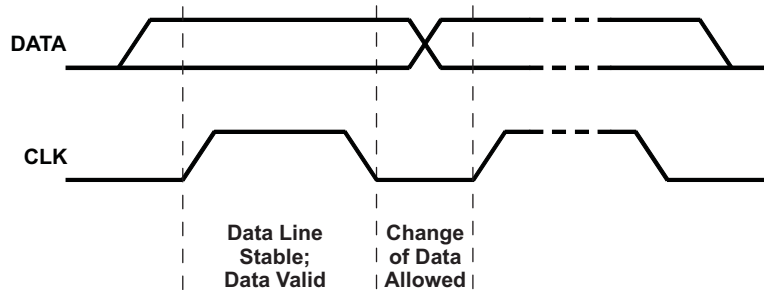 DATA
CLK
Data Line
Stable;
Data Valid
Change
of Data
Allowed